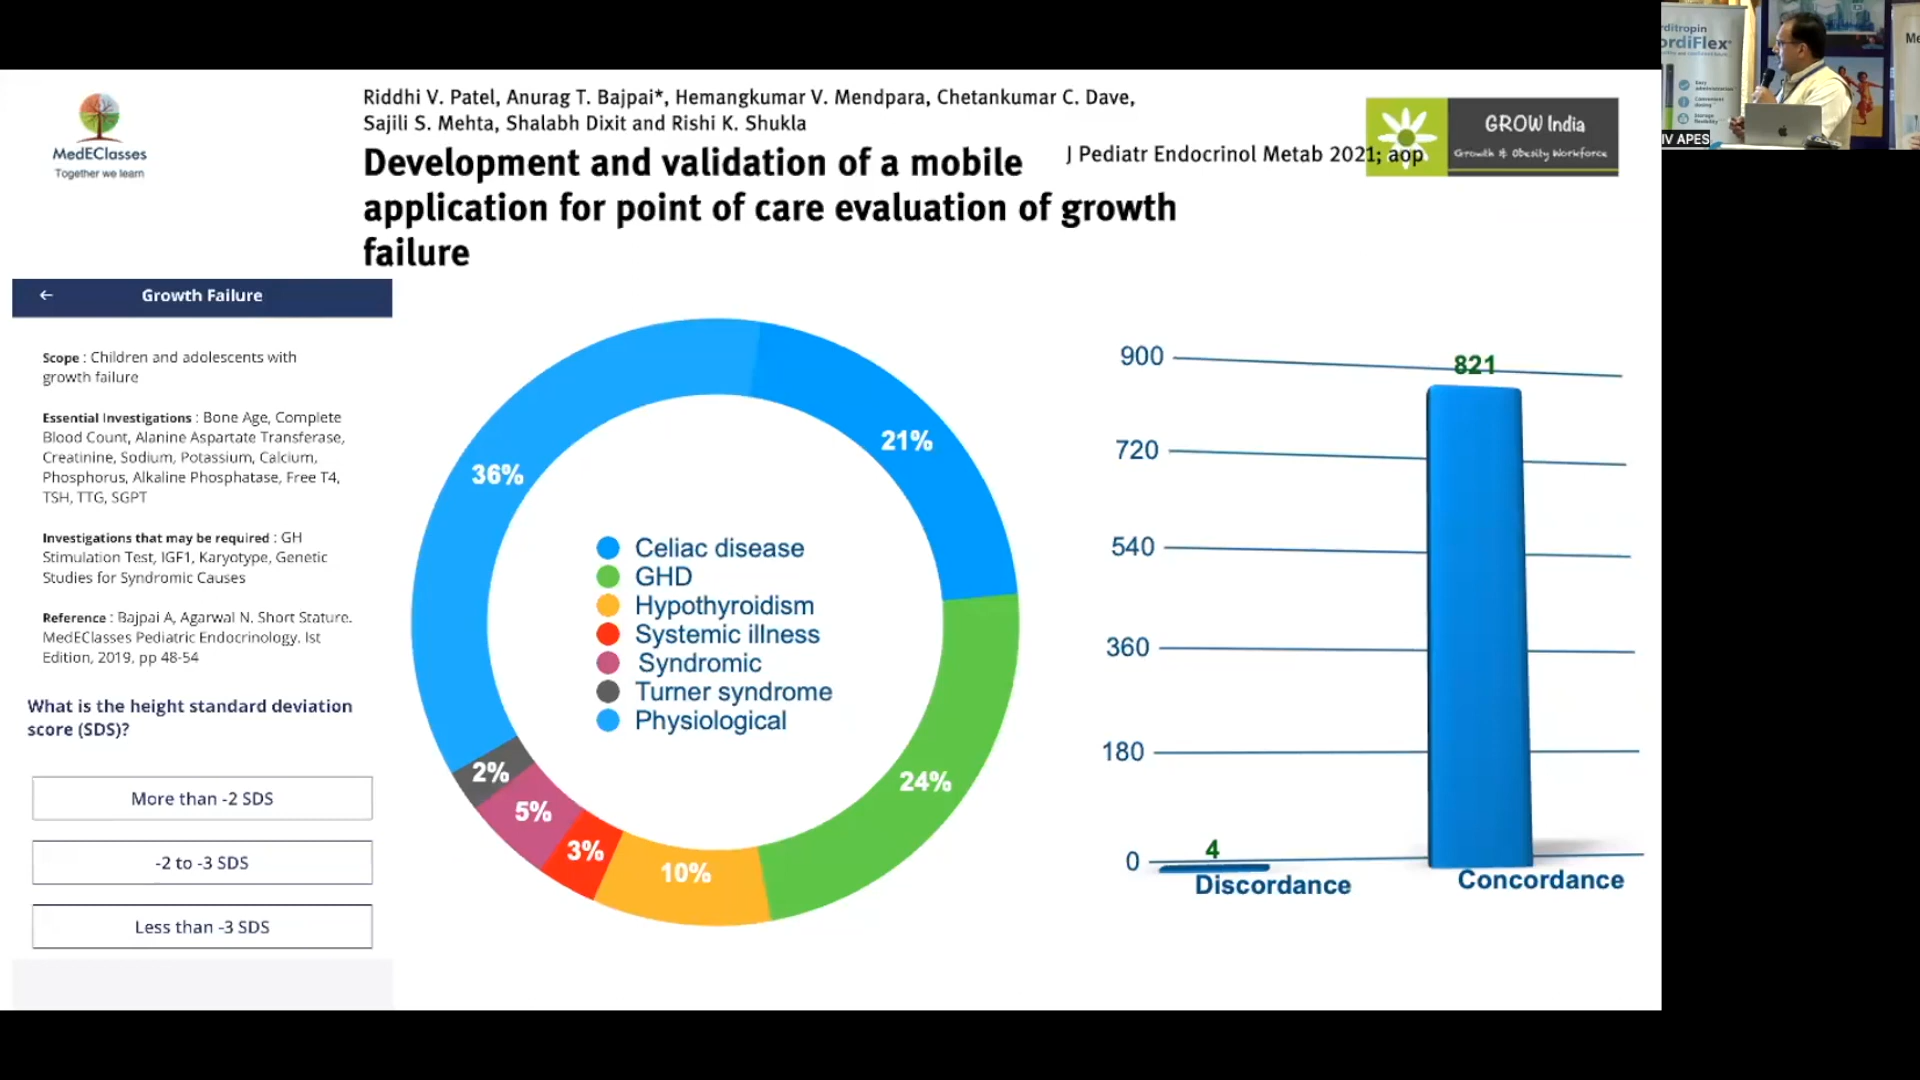 Riddhi V. Patel, Anurag T. Bajpai*, Hemangkumar V. Mendpara, Chetankumar C. Dave,
Sajili S. Mehta, Shalabh Dixit and Rishi K. Shukla
Development and validation of a mobile
application for point of care evaluation of growth
failure
J Pediatr Endocrinol Metab 2021; aop
MedEClasses
Together we learn
GROW India
Growth & Obesity Workforce
ditropin
ordiFlex
IV APES
Me
Growth Failure
Scope : Children and adolescents with
growth failure
Essential Investigations : Bone Age, Complete
Blood Count, Alanine Aspartate Transferase,
Creatinine, Sodium, Potassium, Calcium,
Phosphorus, Alkaline Phosphatase, Free T4,
TSH, TTG, SGPT
Investigations that may be required : GH
Stimulation Test, IGF1, Karyotype, Genetic
Studies for Syndromic Causes
Reference : Bajpai A, Agarwal N. Short Stature.
MedEClasses Pediatric Endocrinology. Ist
Edition, 2019, pp 48-54
What is the height standard deviation
score (SDS)?
More than -2 SDS
-2 to -3 SDS
Less than -3 SDS
36%
21%
24%
10%
3%
5%
2%
Celiac disease
GHD
Hypothyroidism
Systemic illness
Syndromic
Turner syndrome
Physiological
900
720
540
360
180
0
821
4
Discordance
Concordance